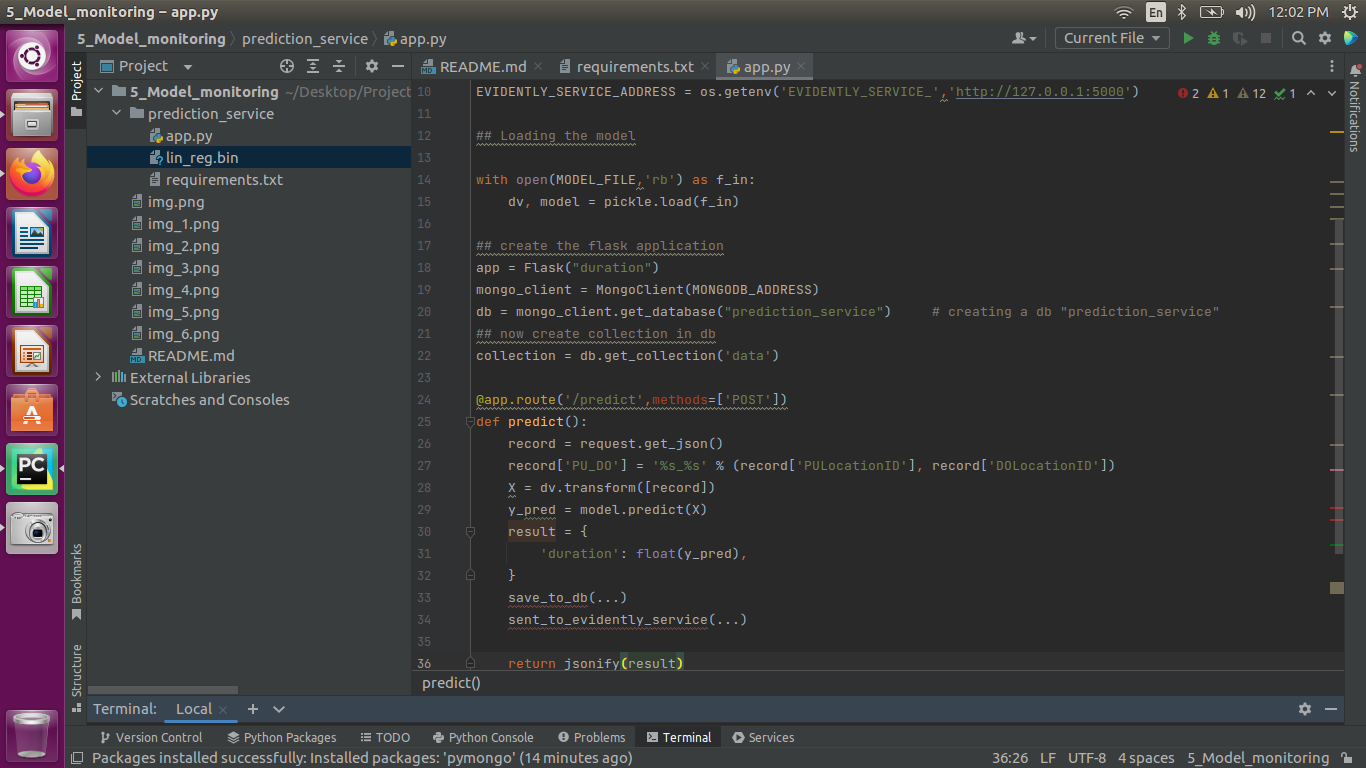 5_Model_monitoring – app.py
En
12:02 PM
5_Model_monitoring
prediction_service
app.py
Current File
Project
Project
README.md
requirements.txt
app.py
Notifications
5_Model_monitoring ~/Desktop/Project
prediction_service
app.py
lin_reg.bin
requirements.txt
img.png
img_1.png
img_2.png
img_3.png
img_4.png
img_5.png
img_6.png
README.md
External Libraries
Scratches and Consoles
2 1 12 1
10 EVIDENTLY_SERVICE_ADDRESS = os.getenv('EVIDENTLY_SERVICE_','http://127.0.0.1:5000')
11
12 ## Loading the model
13
14 with open(MODEL_FILE,'rb') as f_in:
15 dv, model = pickle.load(f_in)
16
17 ## create the flask application
18 app = Flask("duration")
19 mongo_client = MongoClient(MONGODB_ADDRESS)
20 db = mongo_client.get_database("prediction_service") # creating a db "prediction_service"
21 ## now create collection in db
22 collection = db.get_collection('data')
23
24 @app.route('/predict',methods=['POST'])
25 def predict():
26 record = request.get_json()
27 record['PU_DO'] = '%s_%s' % (record['PULocationID'], record['DOLocationID'])
28 X = dv.transform([record])
29 y_pred = model.predict(X)
30 result = {
31 'duration': float(y_pred),
32 }
33 save_to_db(...)
34 sent_to_evidently_service(...)
35
36 return jsonify(result)
predict()
Bookmarks
Structure
Terminal: Local
Version Control
Python Packages
TODO
Python Console
Problems
Terminal
Services
Packages installed successfully: Installed packages: 'pymongo' (14 minutes ago)
36:26 LF UTF-8 4 spaces 5_Model_monitoring
PC